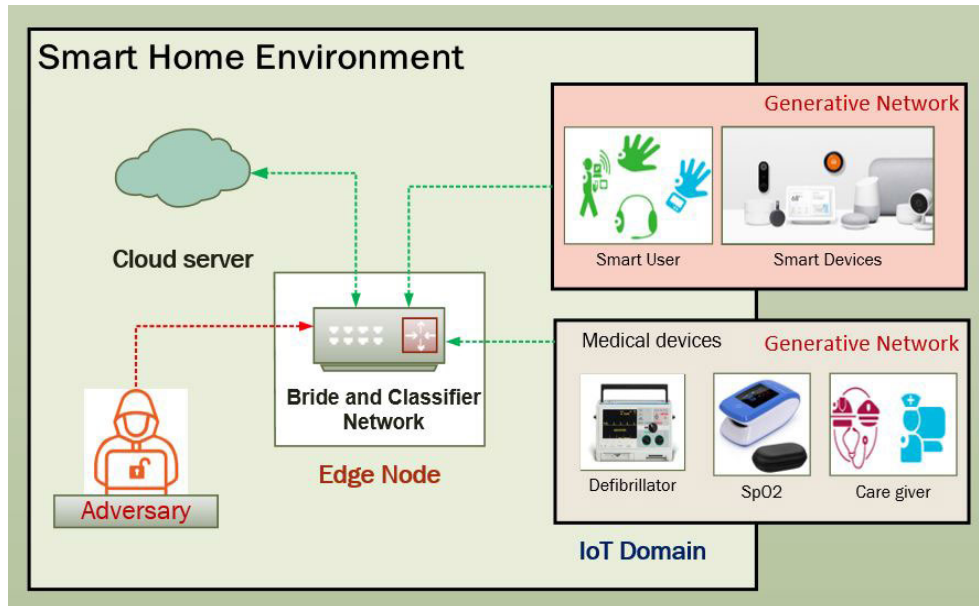 Smart Home Environment
Generative Network
Smart User
Smart Devices
Cloud server
Bride and Classifier
Network
Edge Node
Adversary
Medical devices
Generative Network
Defibrillator
SpO2
Care giver
IoT Domain